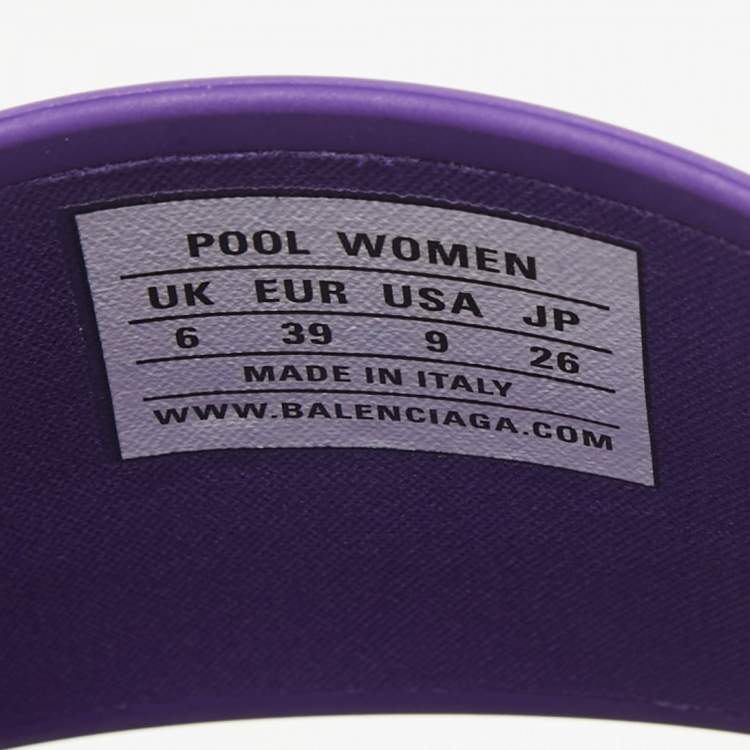 POOL WOMEN
UK EUR USA JP
6 39 9 26
MADE IN ITALY
WWW.BALENCIAGA.COM